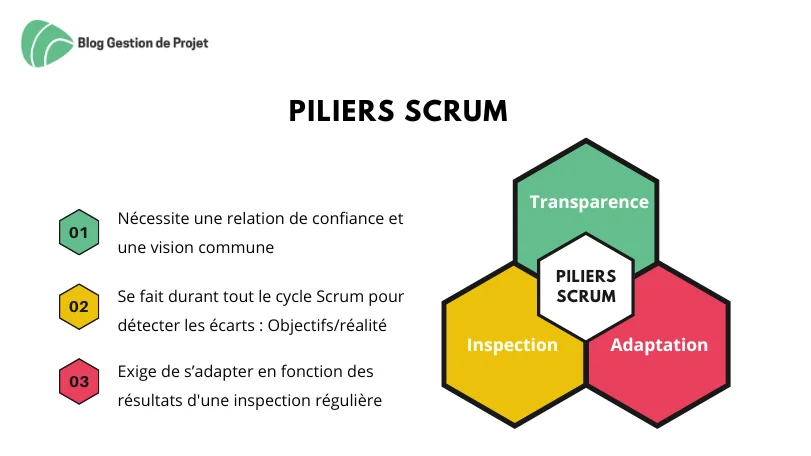 Blog Gestion de Projet
PILIERS SCRUM
01
Nécessite une relation de confiance et
une vision commune
02
Se fait durant tout le cycle Scrum pour
détecter les écarts : Objectifs/réalité
03
Exige de s’adapter en fonction des
résultats d'une inspection régulière
Transparence
PILIERS
SCRUM
Inspection
Adaptation